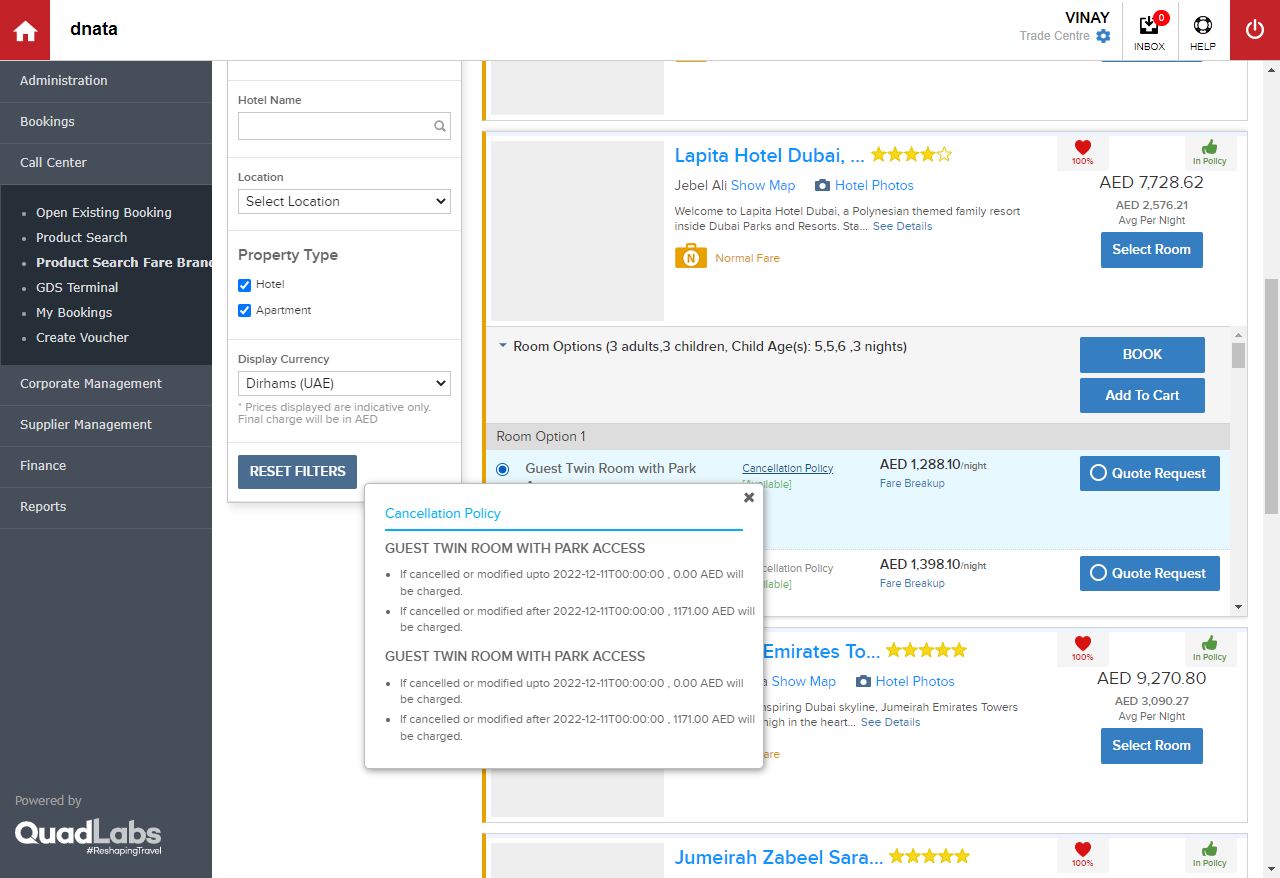 dnata
VINAY
Trade Centre
0
INBOX
HELP
Administration
Bookings
Call Center
Open Existing Booking
Product Search
Product Search Fare Bran
GDS Terminal
My Bookings
Create Voucher
Corporate Management
Supplier Management
Finance
Reports
Powered by
QuadLabs
#ReshapingTravel
Hotel Name
Location
Select Location
Property Type
Hotel
Apartment
Display Currency
Dirhams (UAE)
* Prices displayed are indicative only.
Final charge will be in AED
RESET FILTERS
Lapita Hotel Dubai, ...
100%
In Policy
Jebel Ali Show Map Hotel Photos
AED 7,728.62
Welcome to Lapita Hotel Dubai, a Polynesian themed family resort
inside Dubai Parks and Resorts. Sta... See Details
AED 2,576.21
Avg Per Night
N Normal Fare
Select Room
Room Options (3 adults,3 children, Child Age(s): 5,5,6 ,3 nights)
BOOK
Add To Cart
Room Option 1
Guest Twin Room with Park
Cancellation Policy
[Available]
AED 1,288.10/night
Fare Breakup
Quote Request
cellation Policy
ilable]
AED 1,398.10/night
Fare Breakup
Quote Request
Cancellation Policy
GUEST TWIN ROOM WITH PARK ACCESS
If cancelled or modified upto 2022-12-11T00:00:00 , 0.00 AED will
be charged.
If cancelled or modified after 2022-12-11T00:00:00 , 1171.00 AED will
be charged.
GUEST TWIN ROOM WITH PARK ACCESS
If cancelled or modified upto 2022-12-11T00:00:00 , 0.00 AED will
be charged.
If cancelled or modified after 2022-12-11T00:00:00 , 1171.00 AED will
be charged.
Emirates To...
100%
In Policy
a Show Map Hotel Photos
AED 9,270.80
nspiring Dubai skyline, Jumeirah Emirates Towers
high in the heart... See Details
AED 3,090.27
Avg Per Night
are
Select Room
Jumeirah Zabeel Sara...
100%
In Policy